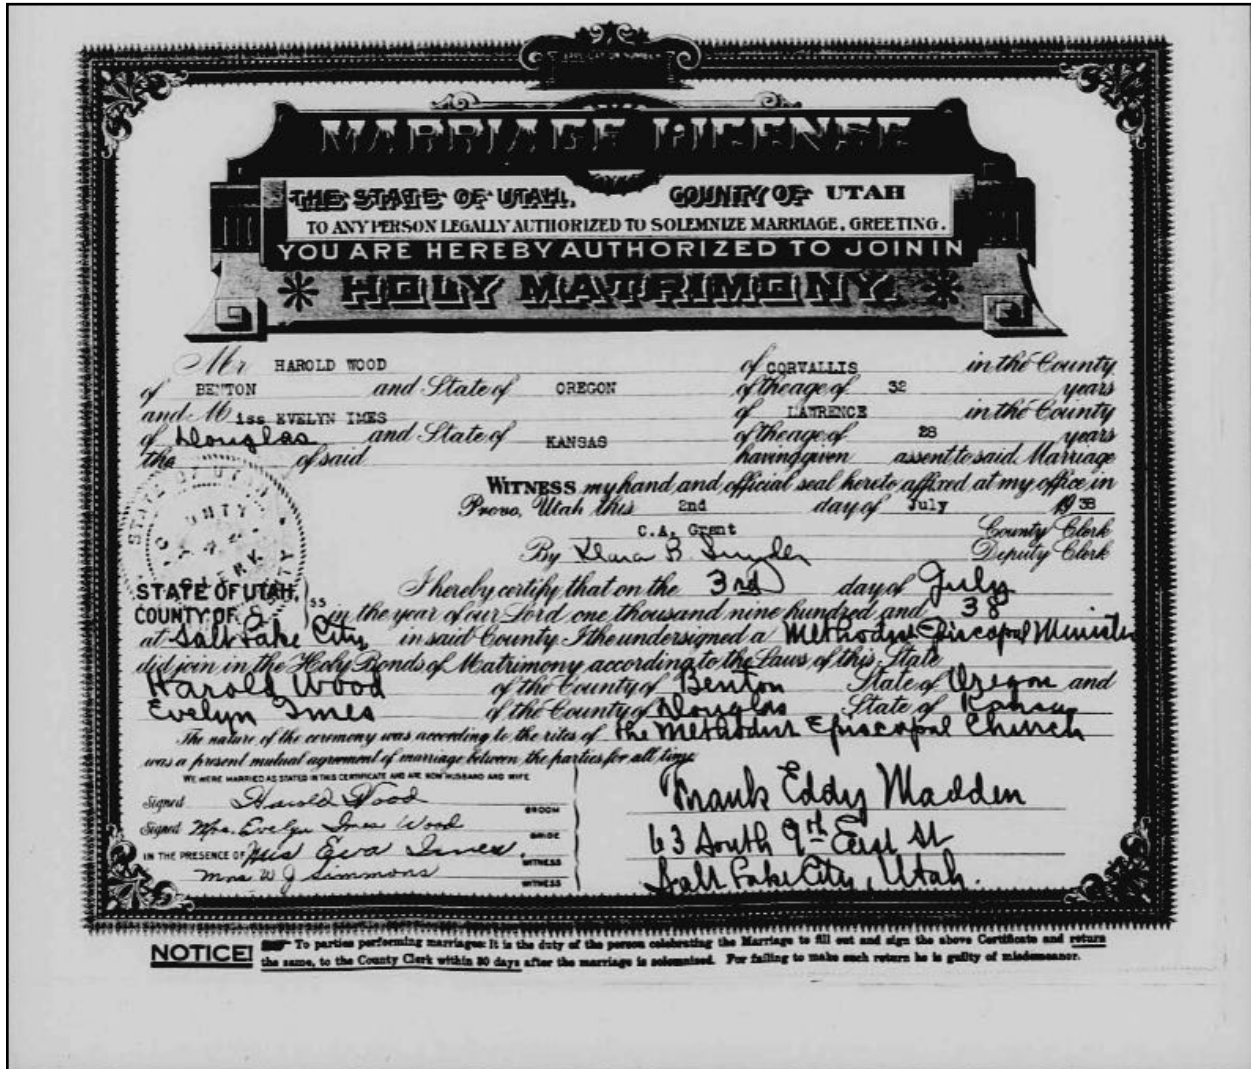 APPLICATION NUMBER
MARRIAGE LICENSE
THE STATE OF UTAH, COUNTY OF UTAH
TO ANY PERSON LEGALLY AUTHORIZED TO SOLEMNIZE MARRIAGE, GREETING.
YOU ARE HEREBY AUTHORIZED TO JOIN IN
HOLY MATRIMONY,
Mr HAROLD WOOD of CORVALLIS in the County
of BENTON and State of OREGON of the age of 32 years
and Miss EVELYN IMES of LAWRENCE in the County
of Douglas and State of KANSAS of the age of 28 years
the of said having given assent to said Marriage
WITNESS my hand and official seal hereto affixed at my office in
Provo, Utah this 2nd day of July 1938
C.A. Grant County Clerk
By Klara B Snyder Deputy Clerk
STATE OF UTAH COUNTY CLERK
I hereby certify that on the 3rd day of July
STATE OF UTAH,
COUNTY OF ss in the year of our Lord one thousand nine hundred and 38
at Salt Lake City in said County I the undersigned a Methodist Episcopal Minister
did join in the Holy Bonds of Matrimony according to the Laws of this State
Harold Wood of the County of Benton State of Oregon and
Evelyn Imes of the County of Douglas State of Kansas
The nature of the ceremony was according to the rites of the Methodist Episcopal Church
was a present mutual agreement of marriage between the parties for all time
WE WERE MARRIED AS STATED IN THIS CERTIFICATE AND ARE NOW HUSBAND AND WIFE
Signed Harold Wood GROOM
Signed Mrs. Evelyn Imes Wood BRIDE
IN THE PRESENCE OF Eva Imes. WITNESS
Mrs W J Simmons WITNESS
Frank Eddy Madden
63 South 9th East St
Salt Lake City, Utah.
NOTICE! To parties performing marriages: It is the duty of the person celebrating the Marriage to fill out and sign the above Certificate and return
the same, to the County Clerk within 30 days after the marriage is solemnized. For failing to make such return he is guilty of misdemeanor.